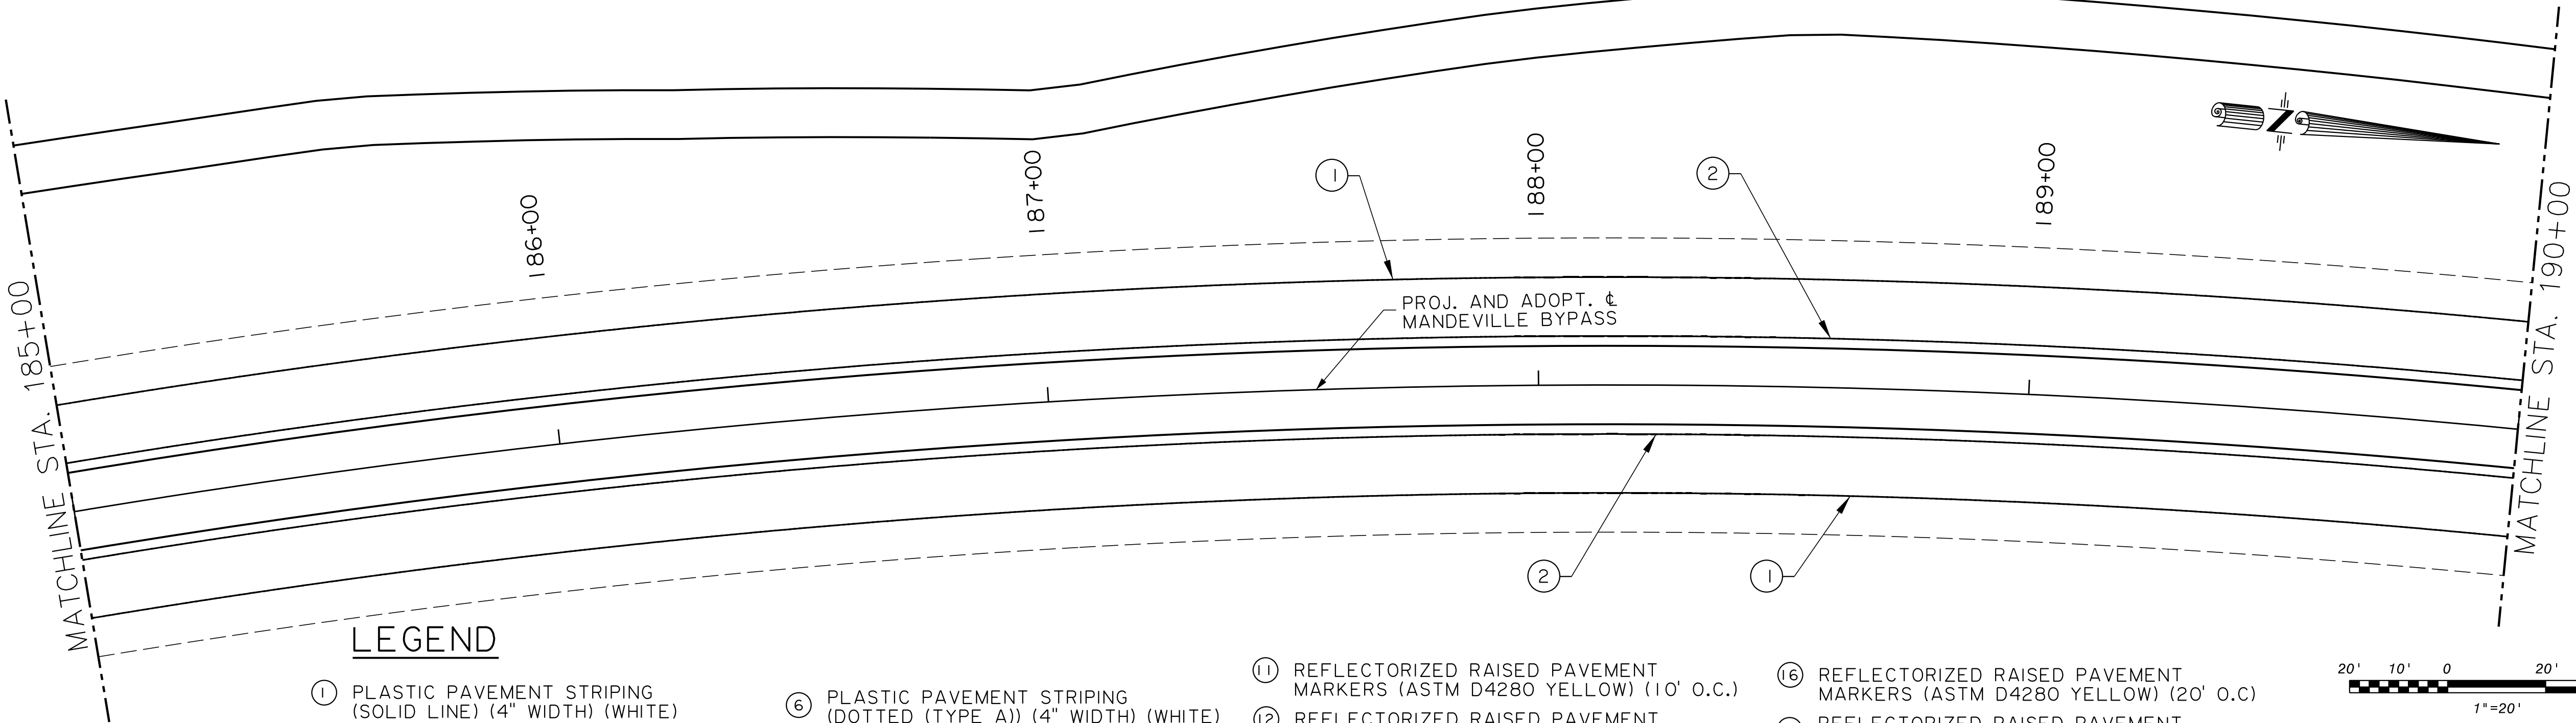 186+00
187+00
188+00
189+00
1
2
MATCHLINE STA. 185+00
PROJ. AND ADOPT. ℄
MANDEVILLE BYPASS
MATCHLINE STA. 190+00
2
1
LEGEND
1 PLASTIC PAVEMENT STRIPING
(SOLID LINE) (4" WIDTH) (WHITE)
6 PLASTIC PAVEMENT STRIPING
(DOTTED (TYPE A)) (4" WIDTH) (WHITE)
11 REFLECTORIZED RAISED PAVEMENT
MARKERS (ASTM D4280 YELLOW) (10' O.C.)
12 REFLECTORIZED RAISED PAVEMENT
16 REFLECTORIZED RAISED PAVEMENT
MARKERS (ASTM D4280 YELLOW) (20' O.C)
REFLECTORIZED RAISED PAVEMENT
20' 10' 0 20'
1"=20'